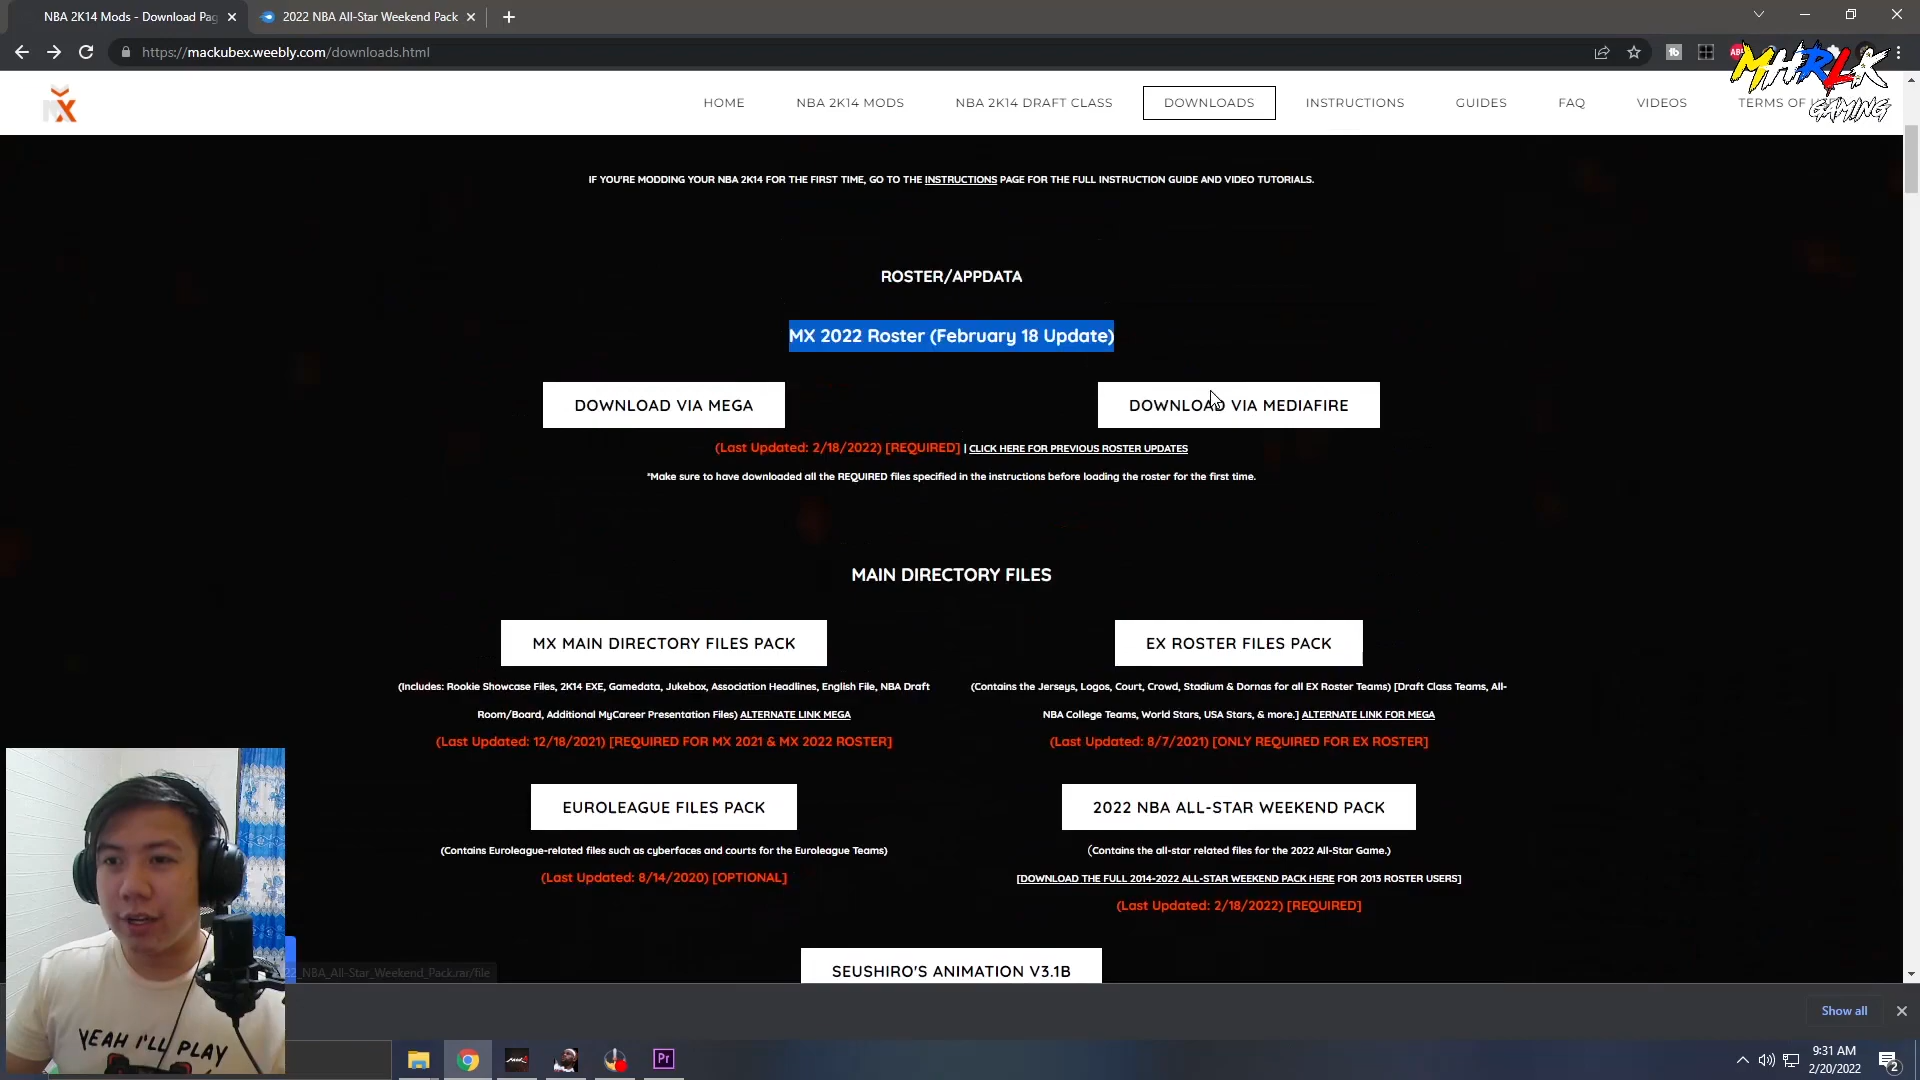 NBA 2K14 Mods - Download Pag
2022 NBA All-Star Weekend Pack
https://mackubex.weebly.com/downloads.html
MHRLK
GAMING
MX
HOME
NBA 2K14 MODS
NBA 2K14 DRAFT CLASS
DOWNLOADS
INSTRUCTIONS
GUIDES
FAQ
VIDEOS
TERMS OF
IF YOU'RE MODDING YOUR NBA 2K14 FOR THE FIRST TIME, GO TO THE INSTRUCTIONS PAGE FOR THE FULL INSTRUCTION GUIDE AND VIDEO TUTORIALS.
ROSTER/APPDATA
MX 2022 Roster (February 18 Update)
DOWNLOAD VIA MEGA
DOWNLOAD VIA MEDIAFIRE
(Last Updated: 2/18/2022) [REQUIRED] | CLICK HERE FOR PREVIOUS ROSTER UPDATES
*Make sure to have downloaded all the REQUIRED files specified in the instructions before loading the roster for the first time.
MAIN DIRECTORY FILES
MX MAIN DIRECTORY FILES PACK
(Includes: Rookie Showcase Files, 2K14 EXE, Gamedata, Jukebox, Association Headlines, English File, NBA Draft
Room/Board, Additional MyCareer Presentation Files) ALTERNATE LINK MEGA
(Last Updated: 12/18/2021) [REQUIRED FOR MX 2021 & MX 2022 ROSTER]
EX ROSTER FILES PACK
(Contains the Jerseys, Logos, Court, Crowd, Stadium & Dornas for all EX Roster Teams) [Draft Class Teams, All-
NBA College Teams, World Stars, USA Stars, & more.] ALTERNATE LINK FOR MEGA
(Last Updated: 8/7/2021) [ONLY REQUIRED FOR EX ROSTER]
EUROLEAGUE FILES PACK
(Contains Euroleague-related files such as cyberfaces and courts for the Euroleague Teams)
(Last Updated: 8/14/2020) [OPTIONAL]
2022 NBA ALL-STAR WEEKEND PACK
(Contains the all-star related files for the 2022 All-Star Game.)
[DOWNLOAD THE FULL 2014-2022 ALL-STAR WEEKEND PACK HERE FOR 2013 ROSTER USERS]
(Last Updated: 2/18/2022) [REQUIRED]
SEUSHIRO'S ANIMATION V3.1B
22_NBA_All-Star_Weekend_Pack.rar/file
YEAH I'LL PLAY
Show all
Pr
9:31 AM
2/20/2022
2